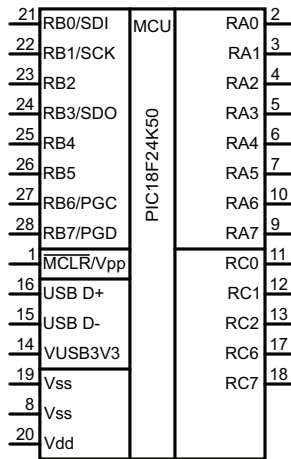 21 RB0/SDI MCU RA0 2
22 RB1/SCK RA1 3
23 RB2 RA2 4
24 RB3/SDO RA3 5
25 RB4 RA4 6
26 RB5 RA5 7
27 RB6/PGC RA6 10
28 RB7/PGD RA7 9
PIC18F24K50
1 MCLR/Vpp RC0 11
16 USB D+ RC1 12
15 USB D- RC2 13
14 VUSB3V3 RC6 17
19 Vss RC7 18
8 Vss
20 Vdd